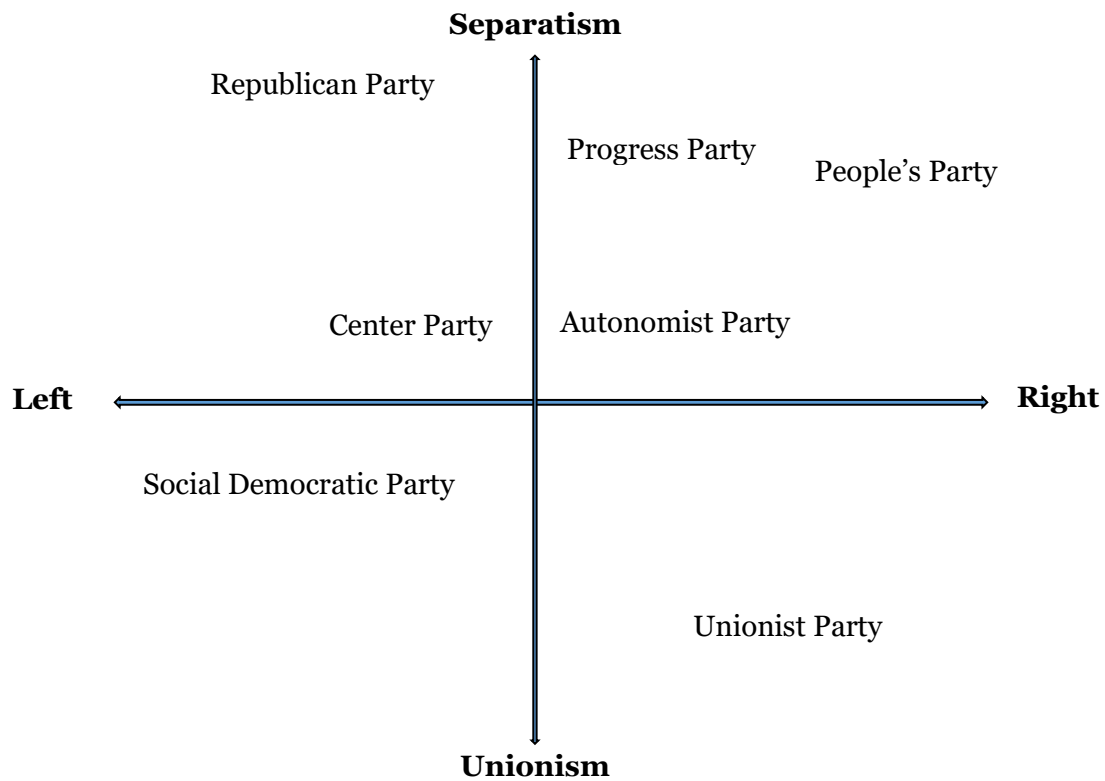 Separatism
Republican Party
Progress Party
People’s Party
Center Party
Autonomist Party
Left
Right
Social Democratic Party
Unionist Party
Unionism